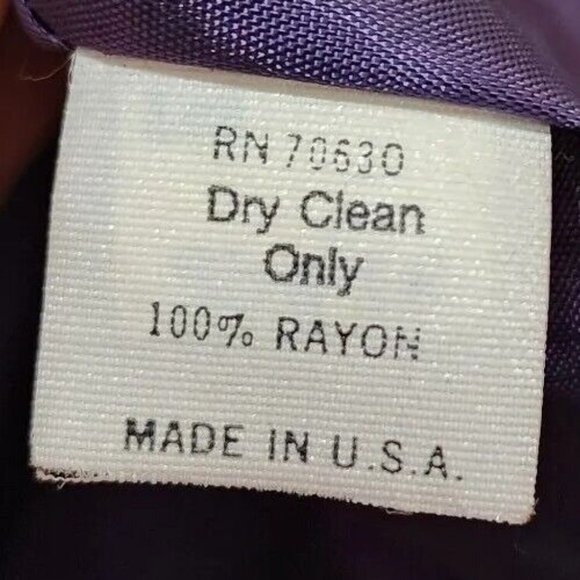 RN 70630
Dry Clean
Only
100% RAYON
MADE IN U.S.A.